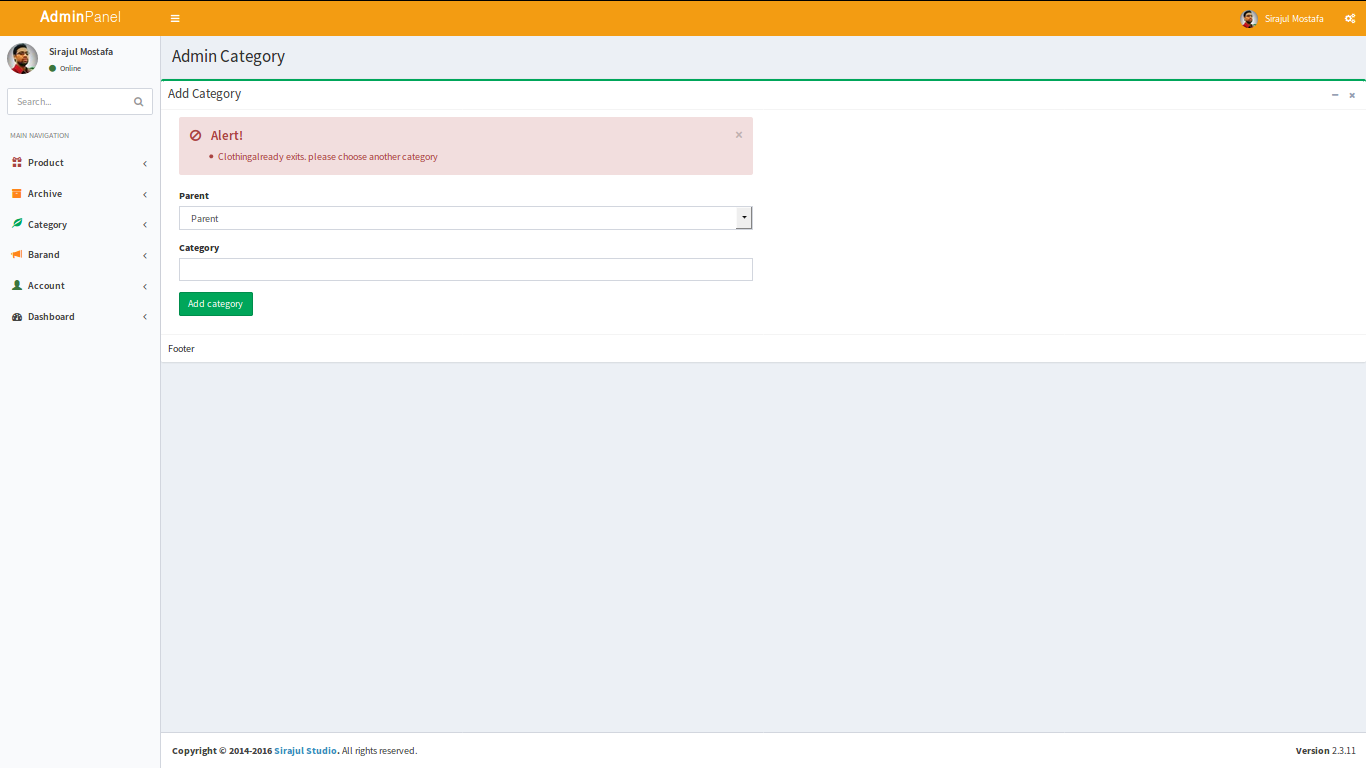 AdminPanel
Sirajul Mostafa
Sirajul Mostafa
Online
Search...
MAIN NAVIGATION
Product
Archive
Category
Barand
Account
Dashboard
Admin Category
Add Category
Alert!
Clothingalready exits. please choose another category
Parent
Parent
Category
Add category
Footer
Copyright © 2014-2016 Sirajul Studio. All rights reserved.
Version 2.3.11